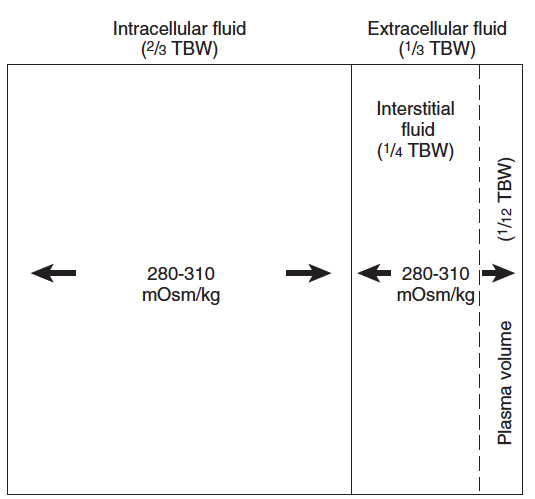 Intracellular fluid
(2/3 TBW)
Extracellular fluid
(1/3 TBW)
Interstitial
fluid
(1/4 TBW)
280-310
mOsm/kg
280-310
mOsm/kg
Plasma volume (1/12 TBW)